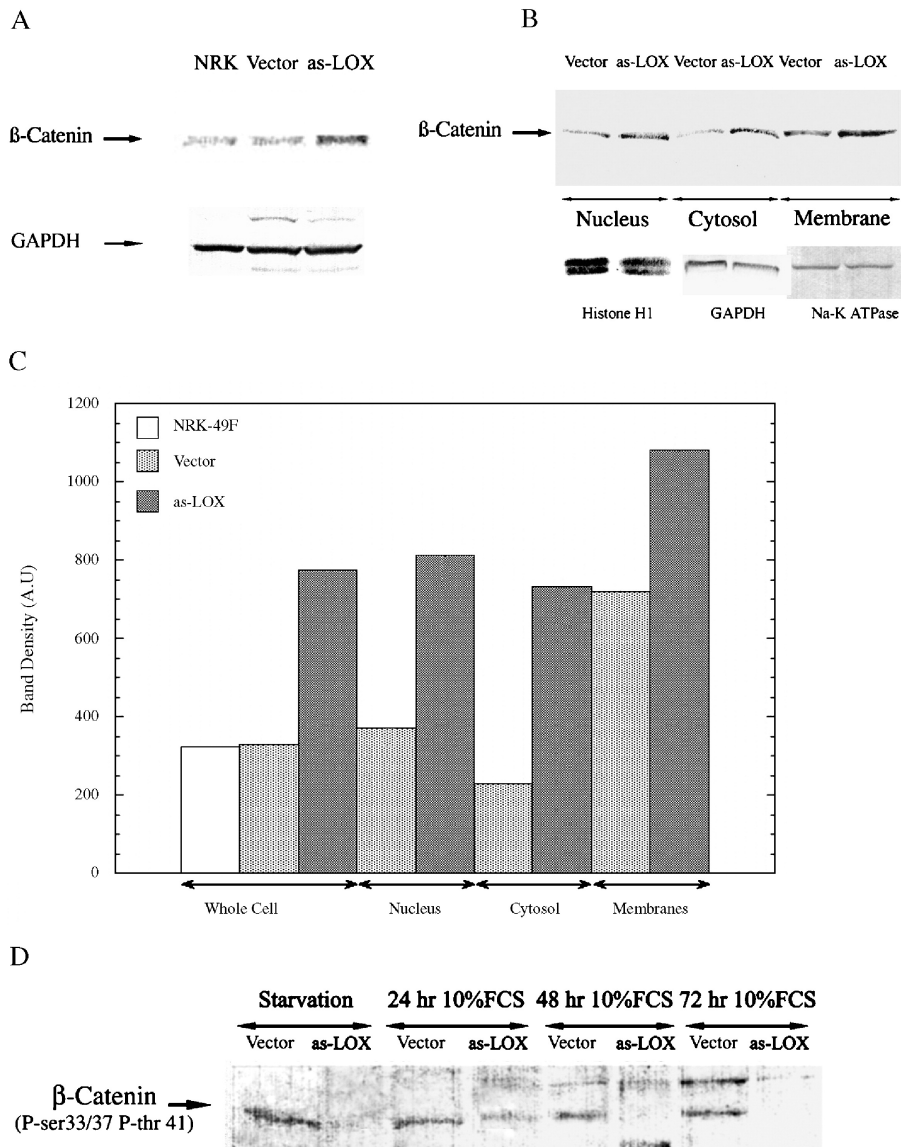 A
NRK Vector as-LOX
ß-Catenin
GAPDH
B
Vector as-LOX Vector as-LOX Vector as-LOX
ß-Catenin
Nucleus Cytosol Membrane
Histone H1 GAPDH Na-K ATPase
C
1200
1000
800
600
400
200
0
Band Density (A.U)
NRK-49F
Vector
as-LOX
Whole Cell Nucleus Cytosol Membranes
D
Starvation 24 hr 10%FCS 48 hr 10%FCS 72 hr 10%FCS
Vector as-LOX Vector as-LOX Vector as-LOX Vector as-LOX
β-Catenin
(P-ser33/37 P-thr 41)